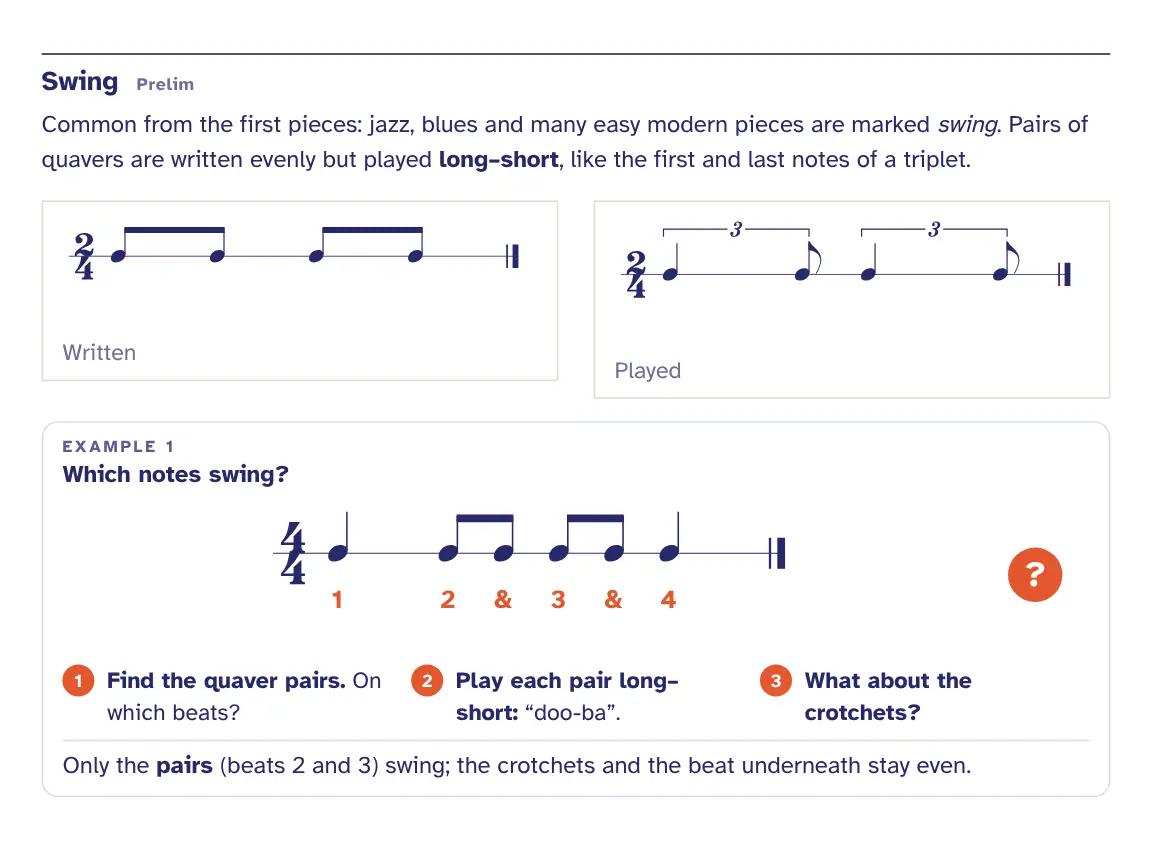 Swing Prelim
Common from the first pieces: jazz, blues and many easy modern pieces are marked swing. Pairs of
quavers are written evenly but played long–short, like the first and last notes of a triplet.
2
4
Written
3 3
2
4
Played
EXAMPLE 1
Which notes swing?
4
4
1 2 & 3 & 4
?
1 Find the quaver pairs. On
which beats?
2 Play each pair long–
short: “doo-ba”.
3 What about the
crotchets?
Only the pairs (beats 2 and 3) swing; the crotchets and the beat underneath stay even.